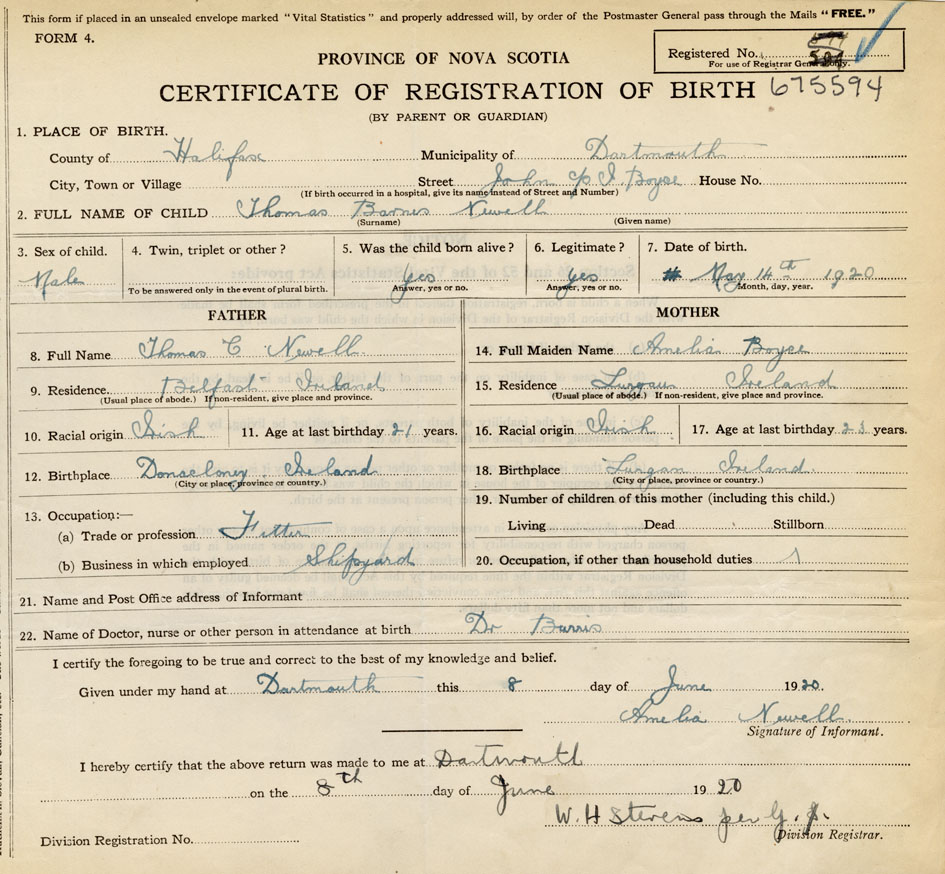 This form if placed in an unsealed envelope marked "Vital Statistics" and properly addressed will, by order of the Postmaster General pass through the Mails "FREE."
FORM 4.
Registered No.
For use of Registrar General only.
PROVINCE OF NOVA SCOTIA
CERTIFICATE OF REGISTRATION OF BIRTH 675594
(BY PARENT OR GUARDIAN)
1. PLACE OF BIRTH.
County of Halifax Municipality of Dartmouth
City, Town or Village Street John Boyce House No.
(If birth occurred in a hospital, give its name instead of Street and Number)
2. FULL NAME OF CHILD Thomas Barnes Newell
(Surname) (Given name)
3. Sex of child. 4. Twin, triplet or other? 5. Was the child born alive? 6. Legitimate? 7. Date of birth.
Male Yes Yes May 14th 1920
To be answered only in the event of plural birth. Answer, yes or no. Answer, yes or no. Month, day, year.
FATHER MOTHER
8. Full Name Thomas C Newell 14. Full Maiden Name Amelia Boyce
9. Residence Belfast Ireland 15. Residence Lurgan Ireland
(Usual place of abode.) If non-resident, give place and province. (Usual place of abode.) If non-resident, give place and province.
10. Racial origin Irish 11. Age at last birthday 21 years. 16. Racial origin Irish 17. Age at last birthday 23 years.
12. Birthplace Donacloney Ireland 18. Birthplace Lurgan Ireland.
(City or place, province or country.) (City or place, province or country.)
13. Occupation:— 19. Number of children of this mother (including this child.)
(a) Trade or profession Fitter Living Dead Stillborn
(b) Business in which employed Shipyard 20. Occupation, if other than household duties
21. Name and Post Office address of Informant
22. Name of Doctor, nurse or other person in attendance at birth Dr Burris
I certify the foregoing to be true and correct to the best of my knowledge and belief.
Given under my hand at Dartmouth this 8 day of June 1920.
Amelia Newell
Signature of Informant.
I hereby certify that the above return was made to me at Dartmouth
on the 8th day of June 1920
W. H Stevens per G.
Division Registration No. Division Registrar.